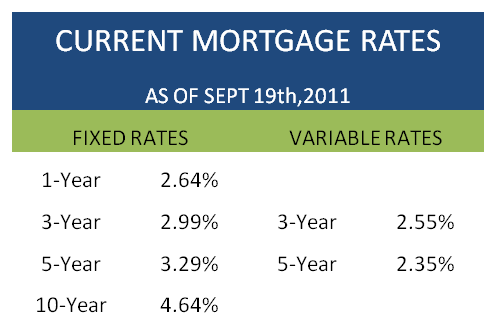 CURRENT MORTGAGE RATES
AS OF SEPT 19th,2011
FIXED RATES VARIABLE RATES
1-Year 2.64%
3-Year 2.99% 3-Year 2.55%
5-Year 3.29% 5-Year 2.35%
10-Year 4.64%